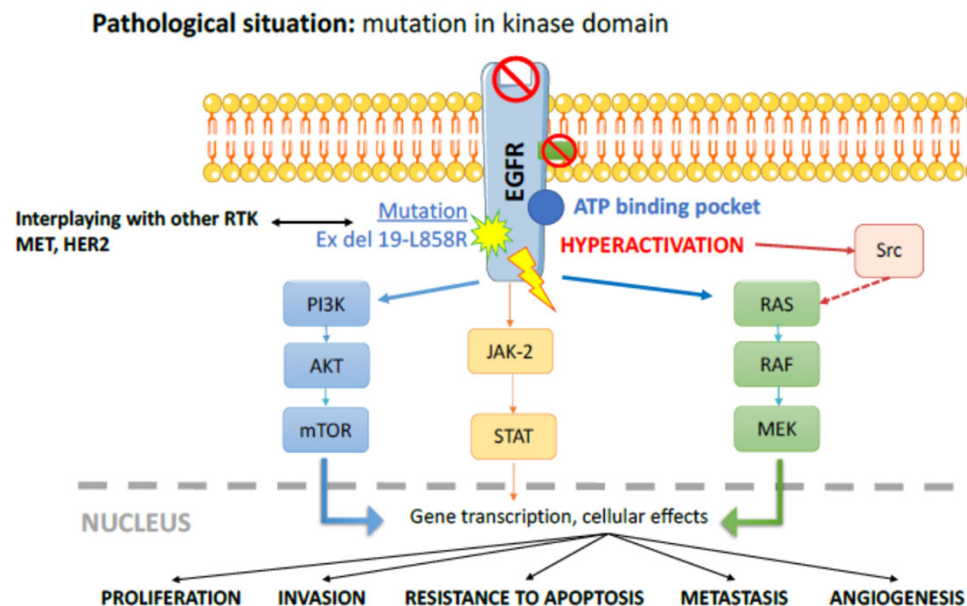 Pathological situation: mutation in kinase domain
EGFR
Interplaying with other RTK
MET, HER2
Mutation
Ex del 19-L858R
ATP binding pocket
HYPERACTIVATION
Src
PI3K
AKT
mTOR
JAK-2
STAT
RAS
RAF
MEK
NUCLEUS
Gene transcription, cellular effects
PROLIFERATION INVASION RESISTANCE TO APOPTOSIS METASTASIS ANGIOGENESIS